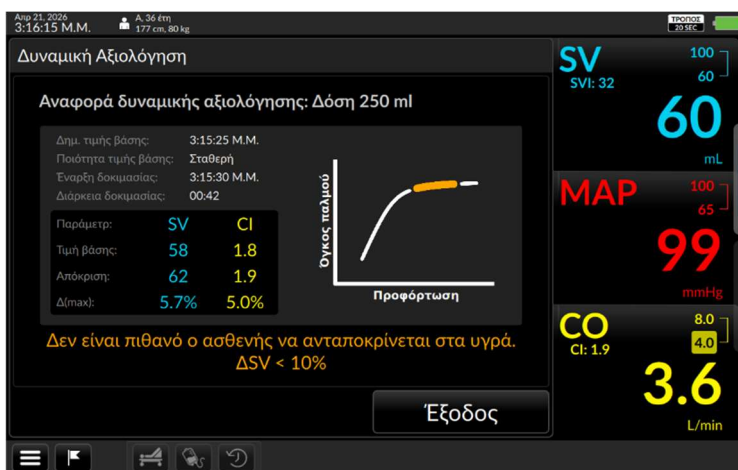 Απρ 21, 2026
3:16:15 Μ.Μ.
Α, 36 έτη
177 cm, 80 kg
ΤΡΟΠΟΣ
20 SEC
Δυναμική Αξιολόγηση
Αναφορά δυναμικής αξιολόγησης: Δόση 250 ml
Δημ. τιμής βάσης: 3:15:25 Μ.Μ.
Ποιότητα τιμής βάσης: Σταθερή
Έναρξη δοκιμασίας: 3:15:30 Μ.Μ.
Διάρκεια δοκιμασίας: 00:42
Παράμετρ: SV CI
Τιμή βάσης: 58 1.8
Απόκριση: 62 1.9
Δ(max): 5.7% 5.0%
Όγκος παλμού
Προφόρτωση
Δεν είναι πιθανό ο ασθενής να ανταποκρίνεται στα υγρά.
ΔSV < 10%
Έξοδος
SV
SVI: 32
100
60
60
mL
MAP
100
65
99
mmHg
CO
CI: 1.9
8.0
4.0
3.6
L/min